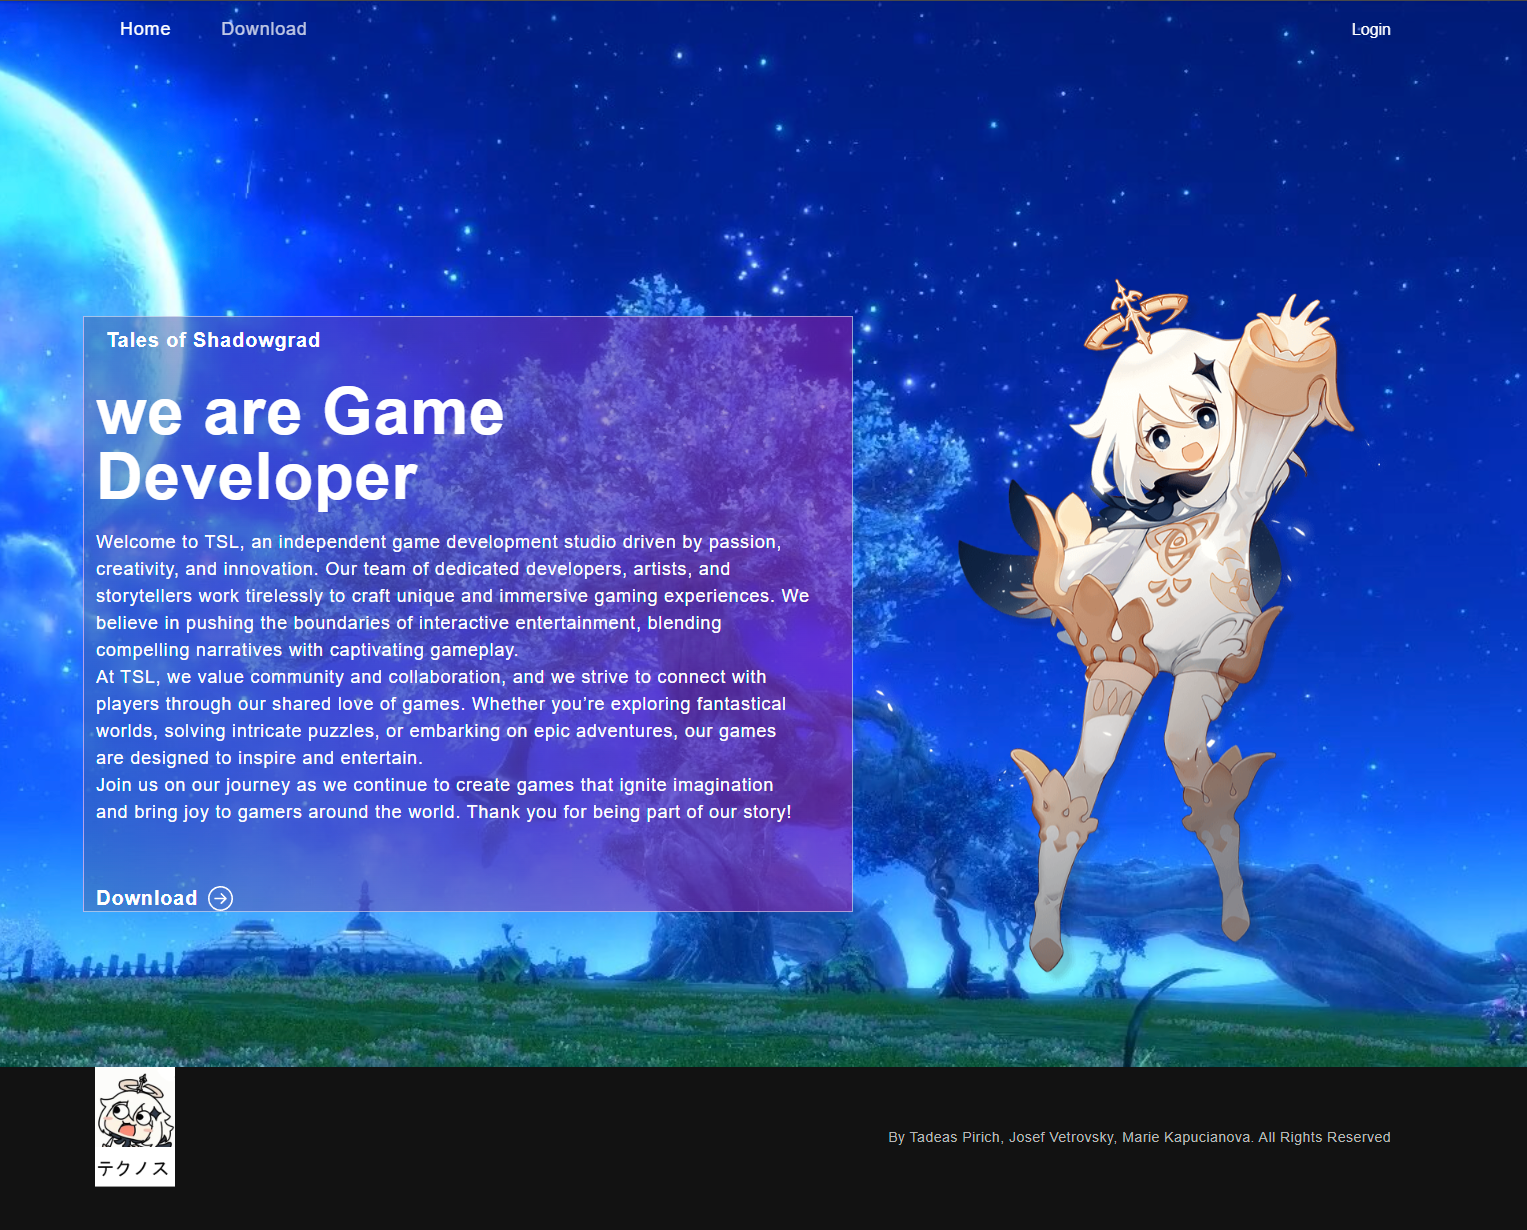 Home Download Login
Tales of Shadowgrad
we are Game
Developer
Welcome to TSL, an independent game development studio driven by passion,
creativity, and innovation. Our team of dedicated developers, artists, and
storytellers work tirelessly to craft unique and immersive gaming experiences. We
believe in pushing the boundaries of interactive entertainment, blending
compelling narratives with captivating gameplay.
At TSL, we value community and collaboration, and we strive to connect with
players through our shared love of games. Whether you’re exploring fantastical
worlds, solving intricate puzzles, or embarking on epic adventures, our games
are designed to inspire and entertain.
Join us on our journey as we continue to create games that ignite imagination
and bring joy to gamers around the world. Thank you for being part of our story!
Download
テクノス
By Tadeas Pirich, Josef Vetrovsky, Marie Kapucianova. All Rights Reserved